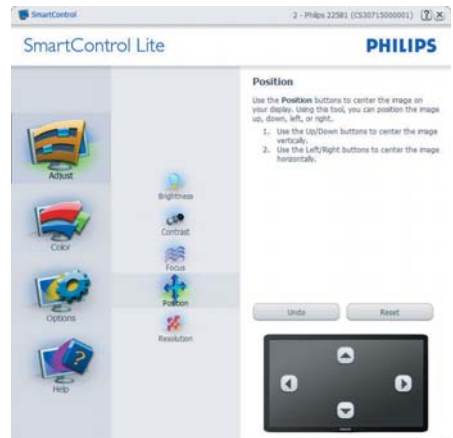 SmartControl
2 - Philips 225B1 (CS30715000001)
SmartControl Lite
PHILIPS
Adjust
Color
Options
Help
Brightness
Contrast
Focus
Position
Resolution
Position
Use the Position buttons to center the image on
your display. Using this tool, you can position the image
up, down, left, or right.
1. Use the Up/Down buttons to center the image
vertically.
2. Use the Left/Right buttons to center the image
horizontally.
Undo
Reset